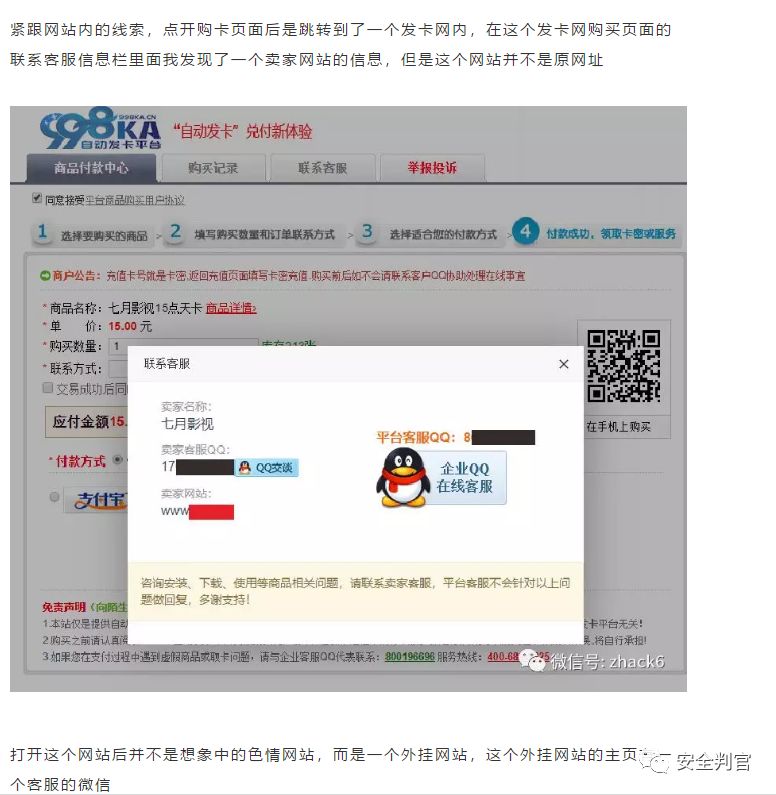 紧跟网站内的线索，点开购卡页面后是跳转到了一个发卡网内，在这个发卡网购买页面的
联系客服信息栏里面我发现了一个卖家网站的信息，但是这个网站并不是原网址
998KA.CN
998KA
自动发卡平台
“自动发卡”兑付新体验
商品付款中心 购买记录 联系客服 举报投诉
同意接受平台商品购买用户协议
1 选择要购买的商品 > 2 填写购买数量和订单联系方式 > 3 选择适合您的付款方式 > 4 付款成功，领取卡密或服务
商户公告：充值卡号就是卡密,返回充值页面填写卡密充值.购买前后如不会请联系客户QQ协助处理在线事宜
*商品名称：七月影视15点天卡 商品详情>
*单 价：15.00 元
*购买数量：1
*联系方式：
交易成功后同
应付金额15.
*付款方式
支付宝
在手机上购买
联系客服 ×
卖家名称：
七月影视
卖家客服QQ：
17 QQ交谈
卖家网站：
www
平台客服QQ：8
企业QQ
在线客服
咨询安装、下载、使用等商品相关问题，请联系卖家客服，平台客服不会针对以上问
题做回复，多谢支持！
免责声明（向陌生
1.本站仅是提供自动 发卡平台无关！
2.购买之前请认真阅 .将自行承担!
3.如果您在支付过程中遇到虚假商品或取卡问题，请与企业客服QQ代表联系：800196696 服务热线：400-68
微信号: zhack6
打开这个网站后并不是想象中的色情网站，而是一个外挂网站，这个外挂网站的主页 一
个客服的微信
安全判官